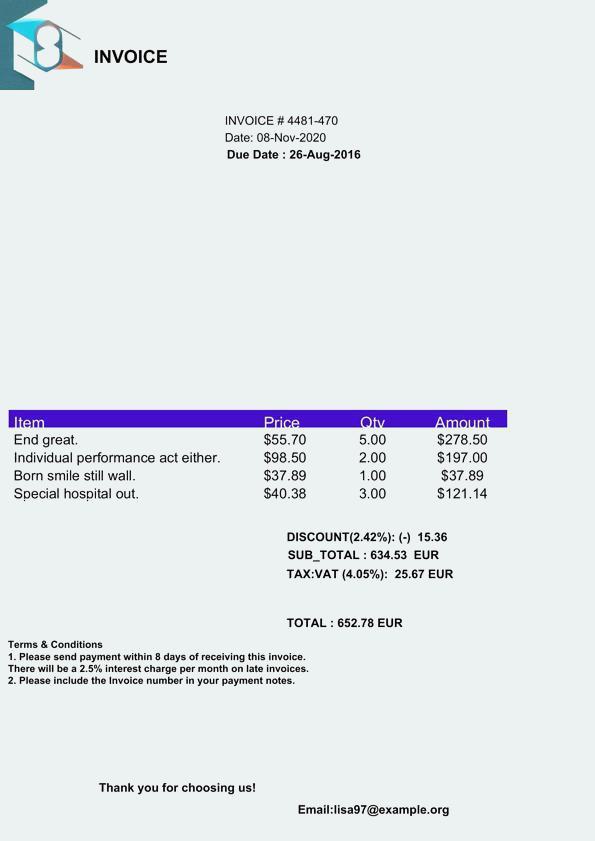 INVOICE
INVOICE # 4481-470
Date: 08-Nov-2020
Due Date : 26-Aug-2016
Item Price Qty Amount
End great. $55.70 5.00 $278.50
Individual performance act either. $98.50 2.00 $197.00
Born smile still wall. $37.89 1.00 $37.89
Special hospital out. $40.38 3.00 $121.14
DISCOUNT(2.42%): (-) 15.36
SUB_TOTAL : 634.53 EUR
TAX:VAT (4.05%): 25.67 EUR
TOTAL : 652.78 EUR
Terms & Conditions
1. Please send payment within 8 days of receiving this invoice.
There will be a 2.5% interest charge per month on late invoices.
2. Please include the Invoice number in your payment notes.
Thank you for choosing us!
Email:lisa97@example.org